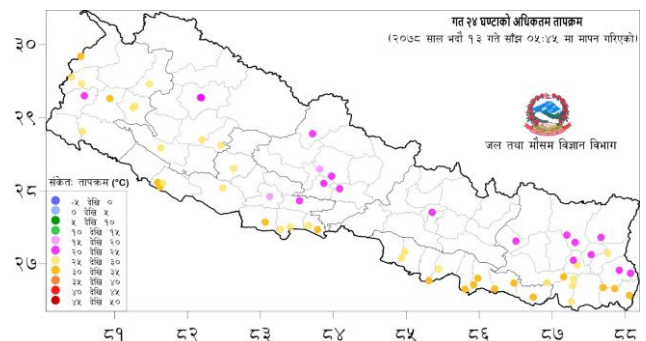 गत २४ घण्टाको अधिकतम तापक्रम
(२०७८ साल भदौ १३ गते साँझ ०५:४५ मा मापन गरिएको)
जल तथा मौसम विज्ञान विभाग
३०
२९
२८
२७
संकेतः तापक्रम (°C)
-५ देखि ०
० देखि ५
५ देखि १०
१० देखि १५
१५ देखि २०
२० देखि २५
२५ देखि ३०
३० देखि ३५
३५ देखि ४०
४० देखि ४५
४५ देखि ५०
८१ ८२ ८३ ८४ ८५ ८६ ८७ ८८